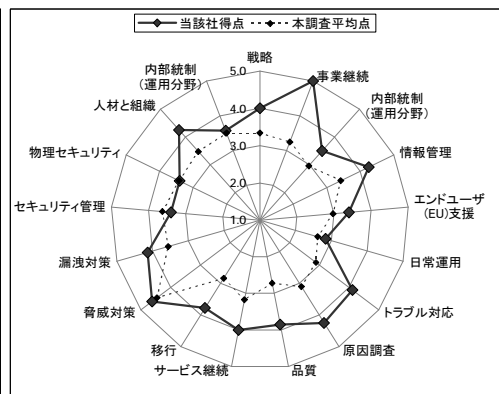 当該社得点 本調査平均点
戦略
事業継続
内部統制
(運用分野)
情報管理
エンドユーザ
(EU)支援
日常運用
トラブル対応
原因調査
品質
サービス継続
移行
脅威対策
漏洩対策
セキュリティ管理
物理セキュリティ
人材と組織
内部統制
(運用分野)
5.0
4.0
3.0
2.0
1.0